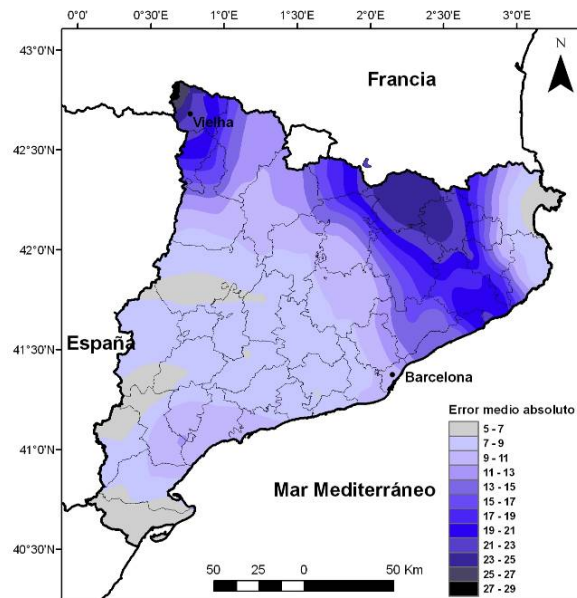 0°0' 0°30'E 1°0'E 1°30'E 2°0'E 2°30'E 3°0'E
43°0'N
42°30'N
42°0'N
41°30'N
41°0'N
40°30'N
N
Francia
Vielha
España
Barcelona
Mar Mediterráneo
Error medio absoluto
5 - 7
7 - 9
9 - 11
11 - 13
13 - 15
15 - 17
17 - 19
19 - 21
21 - 23
23 - 25
25 - 27
27 - 29
50 25 0 50 Km